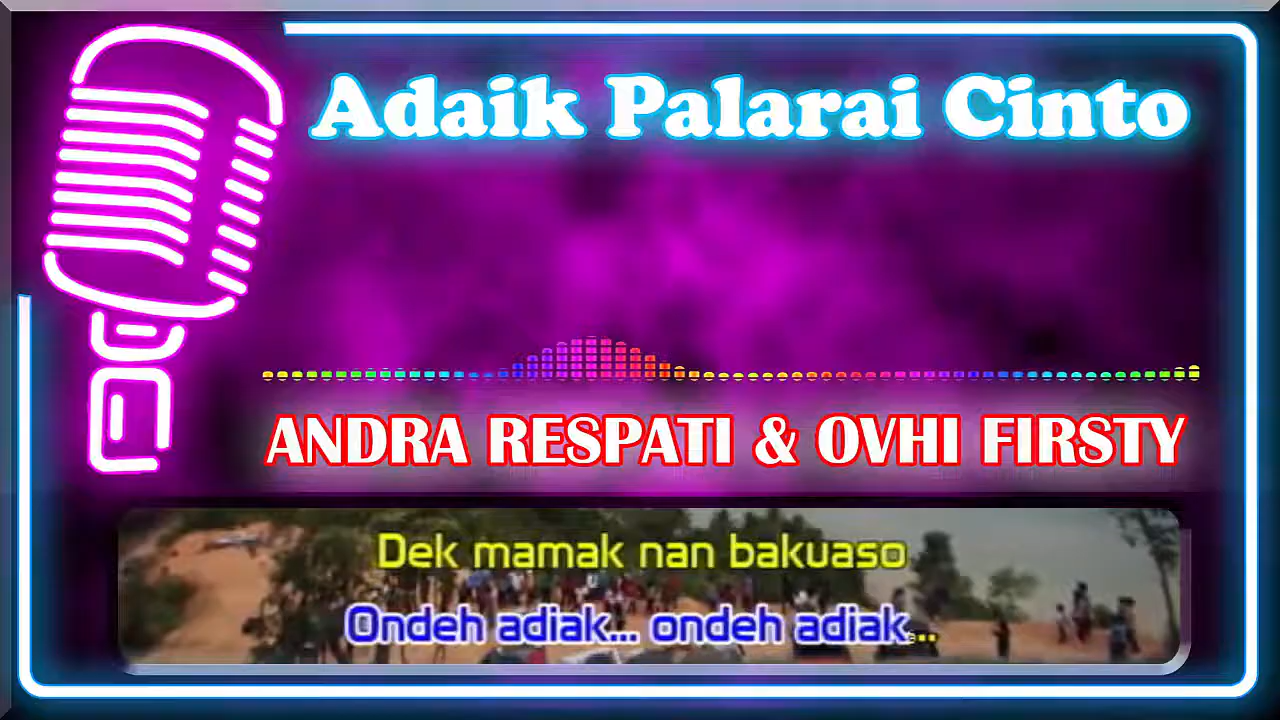 Adaik Palarai Cinto
ANDRA RESPATI & OVHI FIRSTY
Dek mamak nan bakuaso
Ondeh adiak... ondeh adiak...